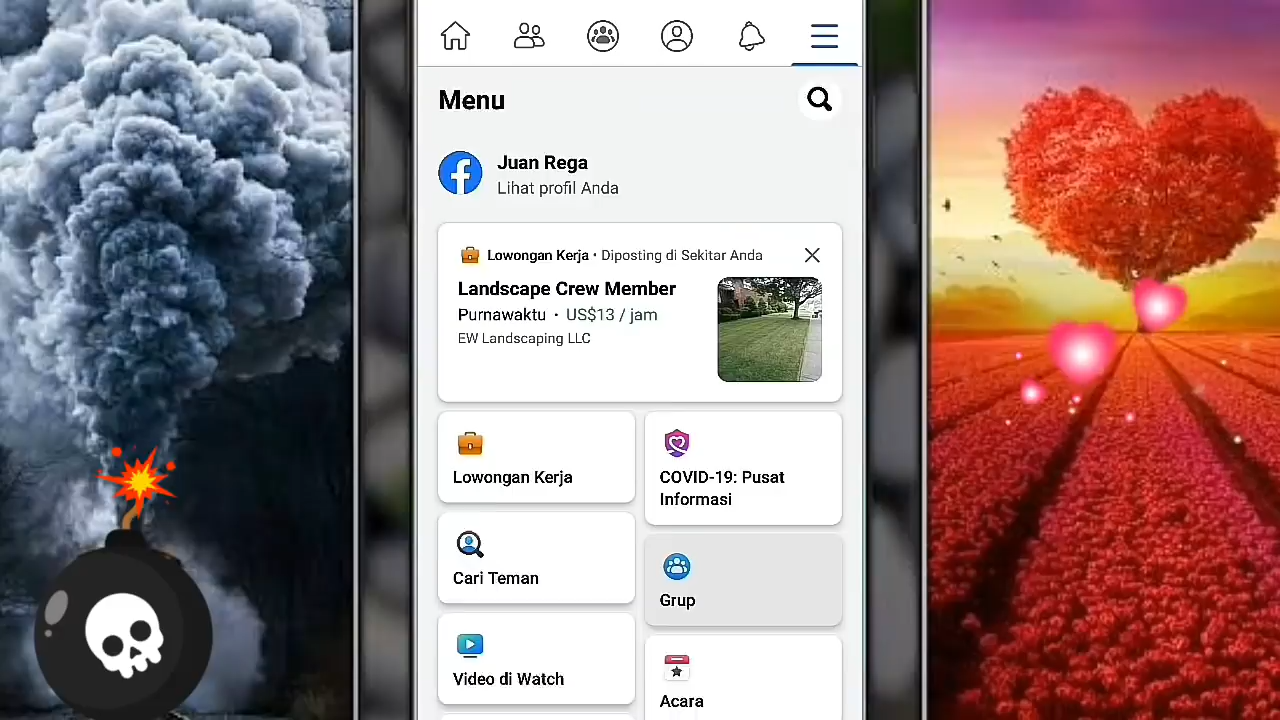 Menu
Juan Rega
Lihat profil Anda
Lowongan Kerja • Diposting di Sekitar Anda
Landscape Crew Member
Purnawaktu • US$13 / jam
EW Landscaping LLC
Lowongan Kerja
COVID-19: Pusat
Informasi
Cari Teman
Grup
Video di Watch
Acara